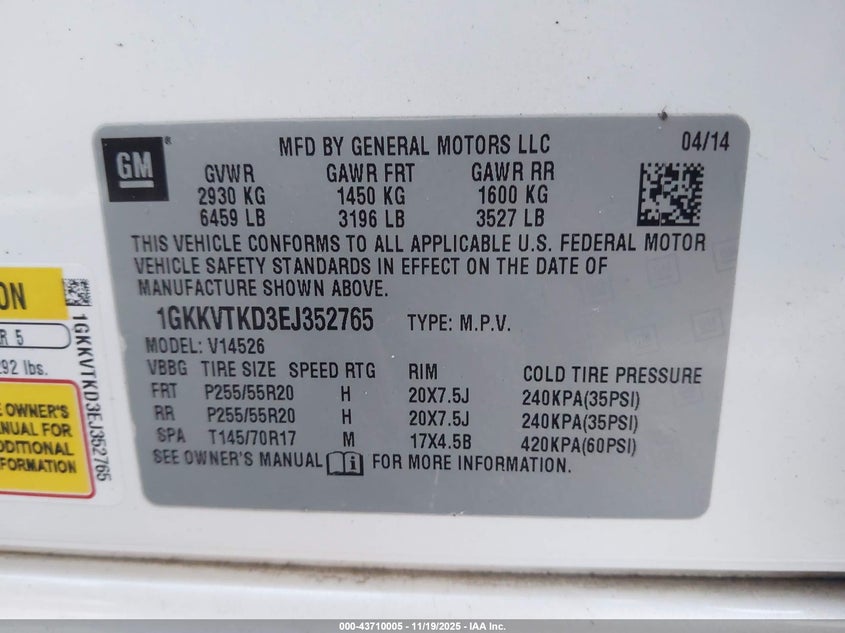 GM
®
MFD BY GENERAL MOTORS LLC
04/14
GVWR GAWR FRT GAWR RR
2930 KG 1450 KG 1600 KG
6459 LB 3196 LB 3527 LB
THIS VEHICLE CONFORMS TO ALL APPLICABLE U.S. FEDERAL MOTOR
VEHICLE SAFETY STANDARDS IN EFFECT ON THE DATE OF
MANUFACTURE SHOWN ABOVE.
1GKKVTKD3EJ352765 TYPE: M.P.V.
MODEL: V14526
VBBG TIRE SIZE SPEED RTG RIM COLD TIRE PRESSURE
FRT P255/55R20 H 20X7.5J 240KPA(35PSI)
RR P255/55R20 H 20X7.5J 240KPA(35PSI)
SPA T145/70R17 M 17X4.5B 420KPA(60PSI)
SEE OWNER'S MANUAL i FOR MORE INFORMATION.
ON
R 5
292 lbs.
E OWNER'S
ANUAL FOR
DDITIONAL
FORMATION
1GKKVTKD3EJ352765
000-43710005 - 11/19/2025 - IAA Inc.